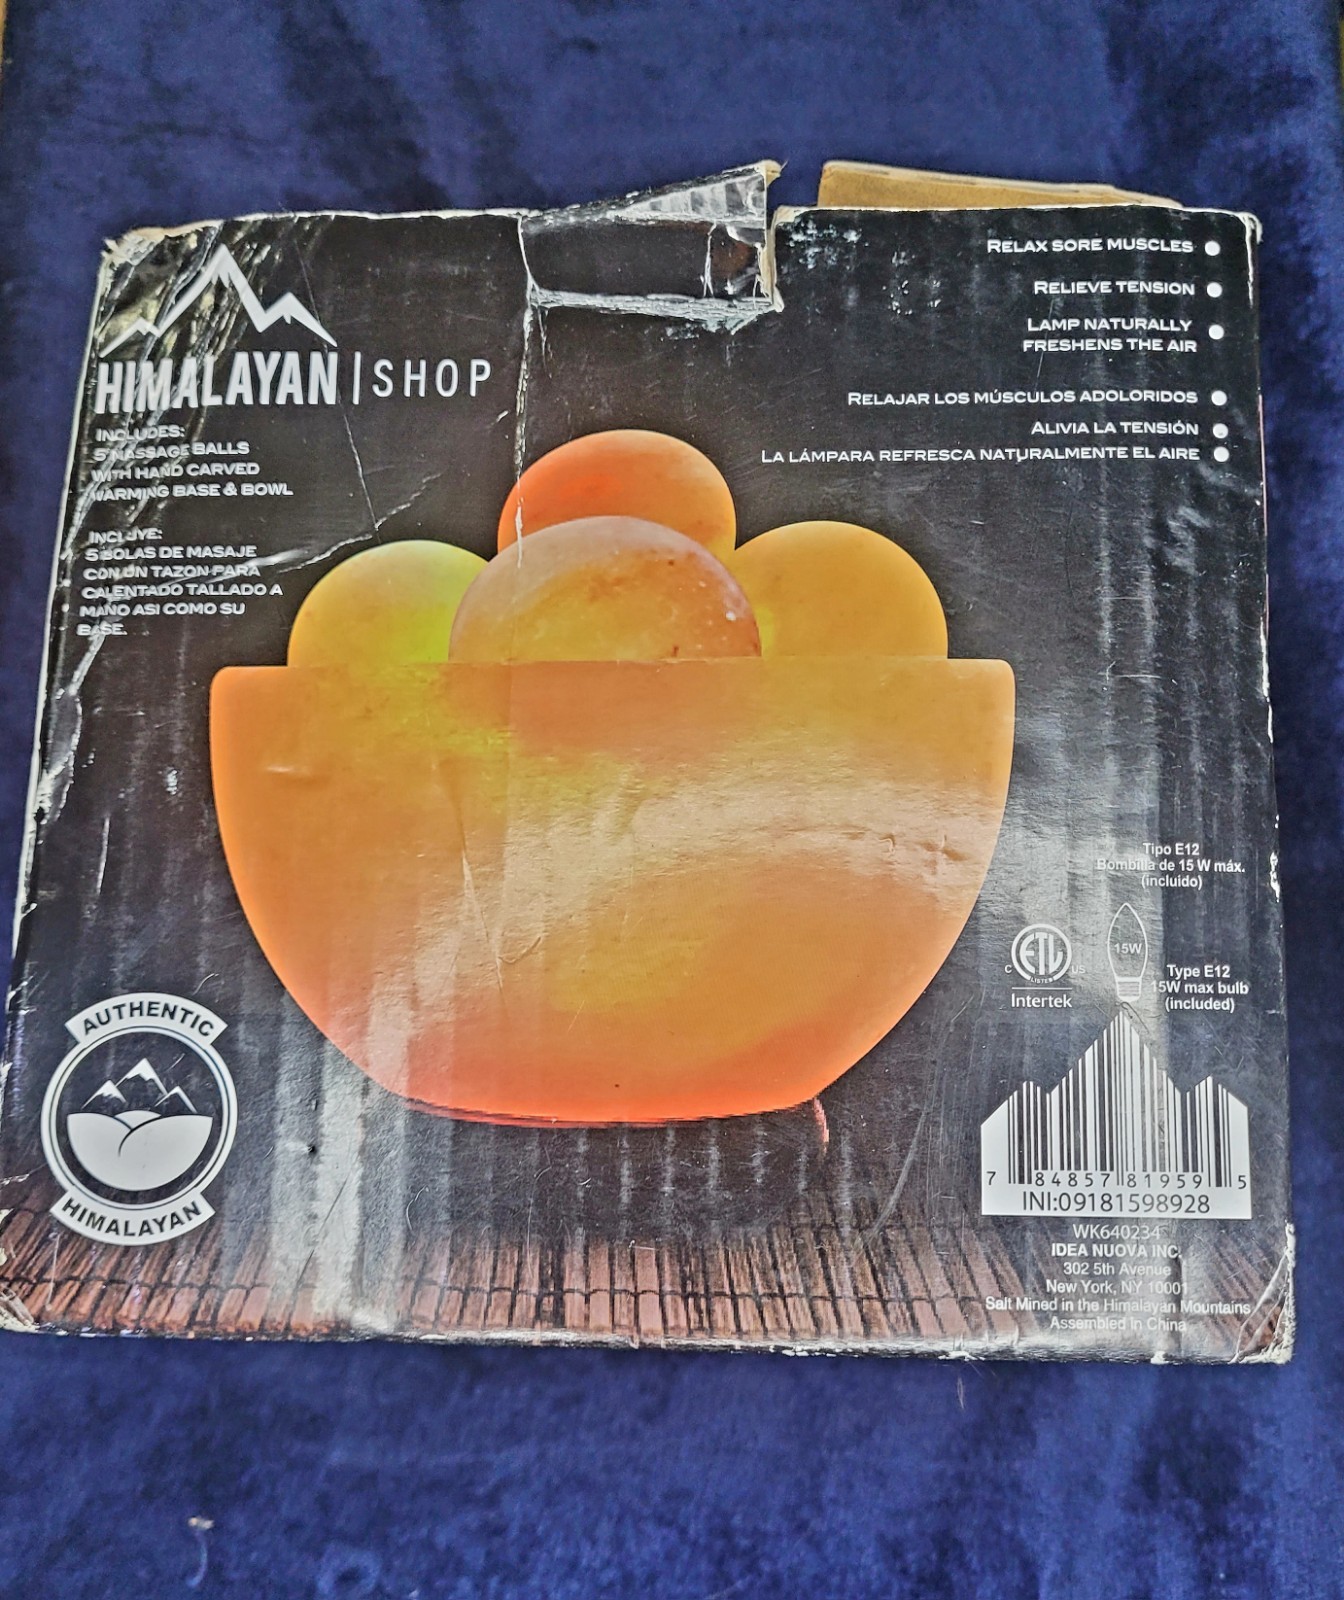 HIMALAYAN | SHOP
INCLUDES:
5 MASSAGE BALLS
WITH HAND CARVED
WARMING BASE & BOWL
INCLUYE:
5 BOLAS DE MASAJE
CON UN TAZON PARA
CALENTADO TALLADO A
MANO ASI COMO SU
BASE.
RELAX SORE MUSCLES
RELIEVE TENSION
LAMP NATURALLY
FRESHENS THE AIR
RELAJAR LOS MÚSCULOS ADOLORIDOS
ALIVIA LA TENSIÓN
LA LÁMPARA REFRESCA NATURALMENTE EL AIRE
Tipo E12
Bombilla de 15 W máx.
(incluido)
C ETL US
LISTED
Intertek
15W
Type E12
15W max bulb
(included)
AUTHENTIC
HIMALAYAN
7 84857 81959 5
INI:09181598928
WK640234
IDEA NUOVA INC.
302 5th Avenue
New York, NY 10001
Salt Mined in the Himalayan Mountains
Assembled in China